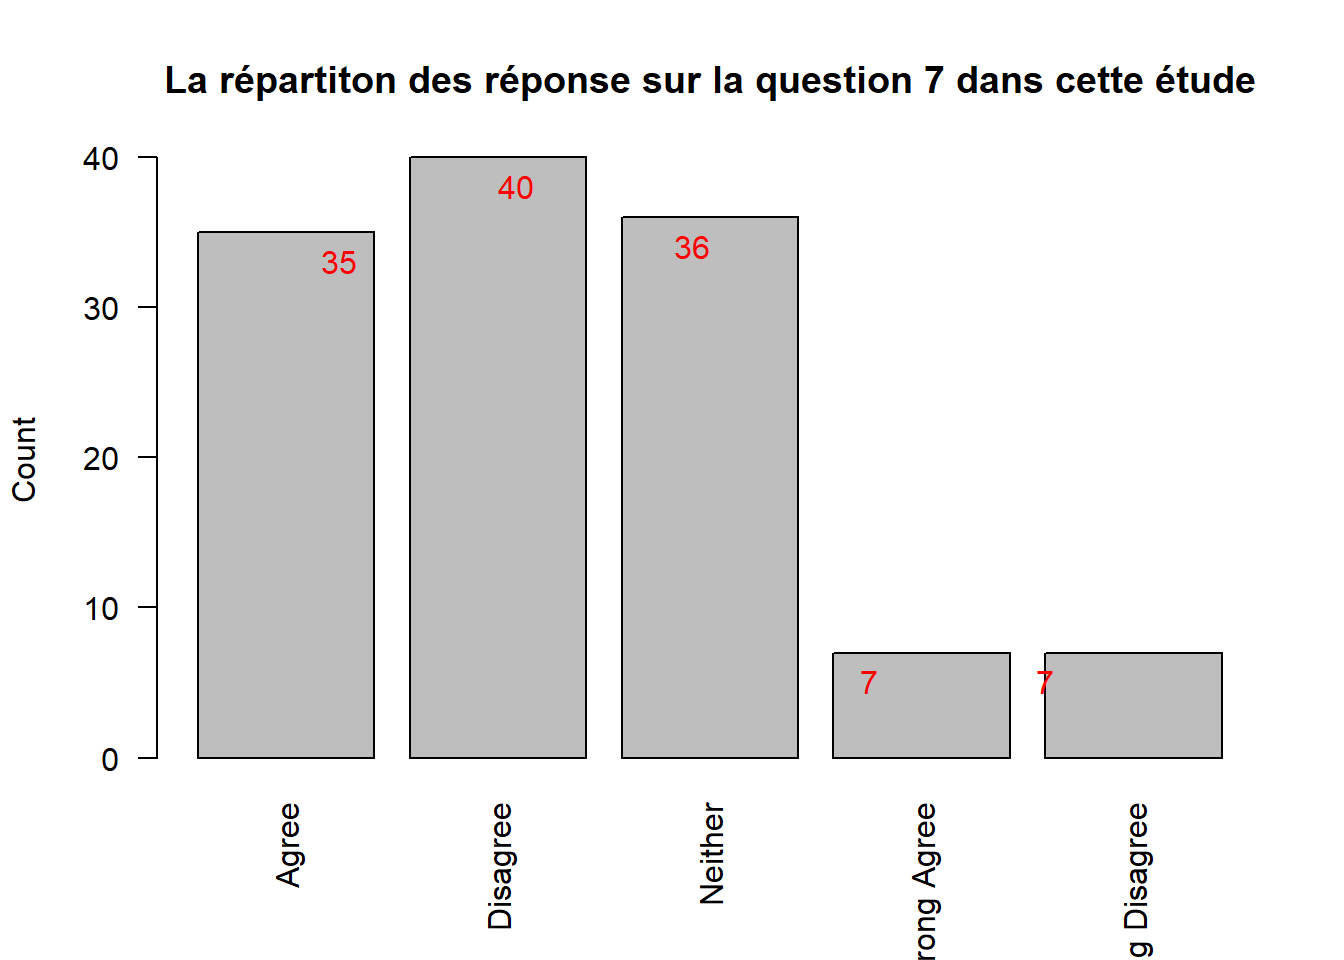 La répartiton des réponse sur la question 7 dans cette étude
40
30
20
10
0
Count
35
40
36
7
7
Agree
Disagree
Neither
rong Agree
g Disagree